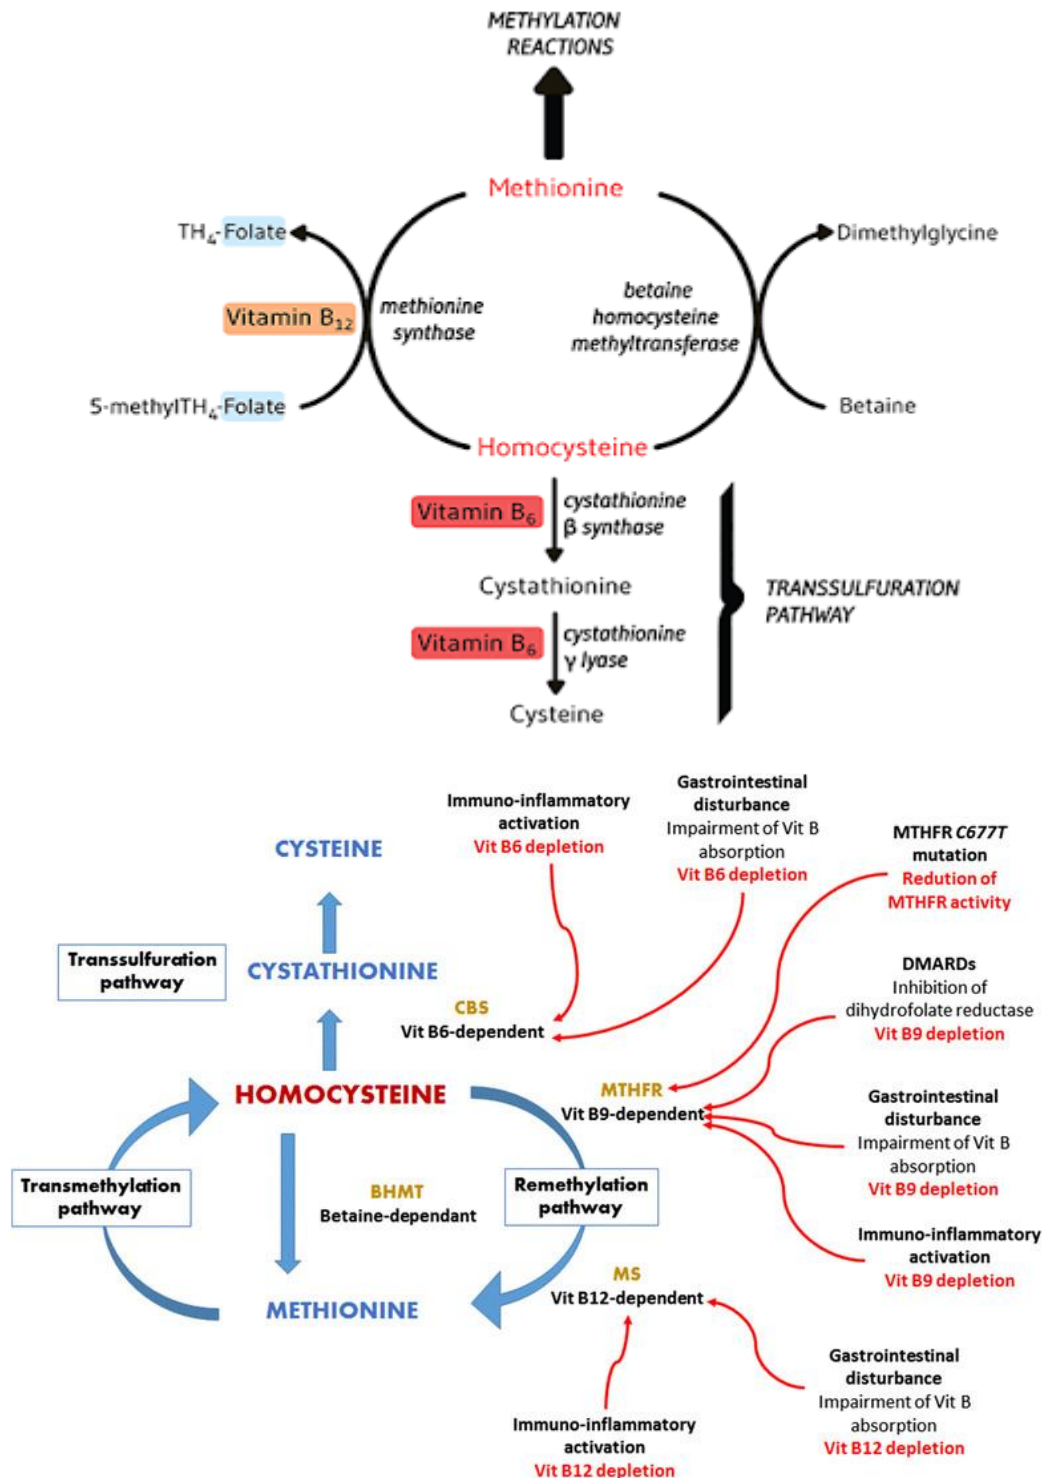 METHYLATION
REACTIONS
Methionine
TH4-Folate
Dimethylglycine
Vitamin B12
methionine
synthase
betaine
homocysteine
methyltransferase
5-methylTH4-Folate
Betaine
Homocysteine
Vitamin B6
cystathionine
β synthase
Cystathionine
TRANSSULFURATION
PATHWAY
Vitamin B6
cystathionine
γ lyase
Cysteine
Immuno-inflammatory
activation
Vit B6 depletion
Gastrointestinal
disturbance
Impairment of Vit B
absorption
Vit B6 depletion
MTHFR C677T
mutation
Redution of
MTHFR activity
CYSTEINE
Transsulfuration
pathway
CYSTATHIONINE
CBS
Vit B6-dependent
DMARDs
Inhibition of
dihydrofolate reductase
Vit B9 depletion
HOMOCYSTEINE
MTHFR
Vit B9-dependent
Gastrointestinal
disturbance
Impairment of Vit B
absorption
Vit B9 depletion
Transmethylation
pathway
BHMT
Betaine-dependant
Remethylation
pathway
Immuno-inflammatory
activation
Vit B9 depletion
METHIONINE
MS
Vit B12-dependent
Gastrointestinal
disturbance
Impairment of Vit B
absorption
Vit B12 depletion
Immuno-inflammatory
activation
Vit B12 depletion